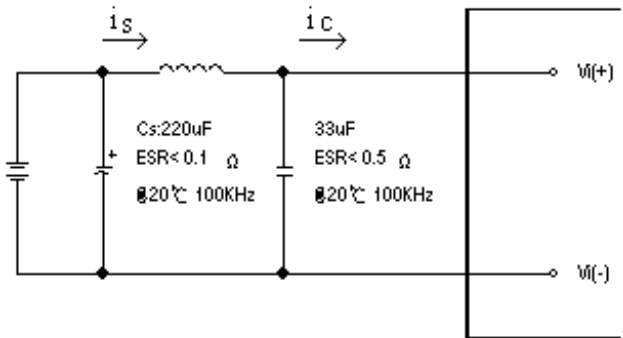 is
ic
Vi(+)
Cs:220uF
ESR< 0.1 Ω
@20℃ 100KHz
33uF
ESR< 0.5 Ω
@20℃ 100KHz
+
Vi(-)